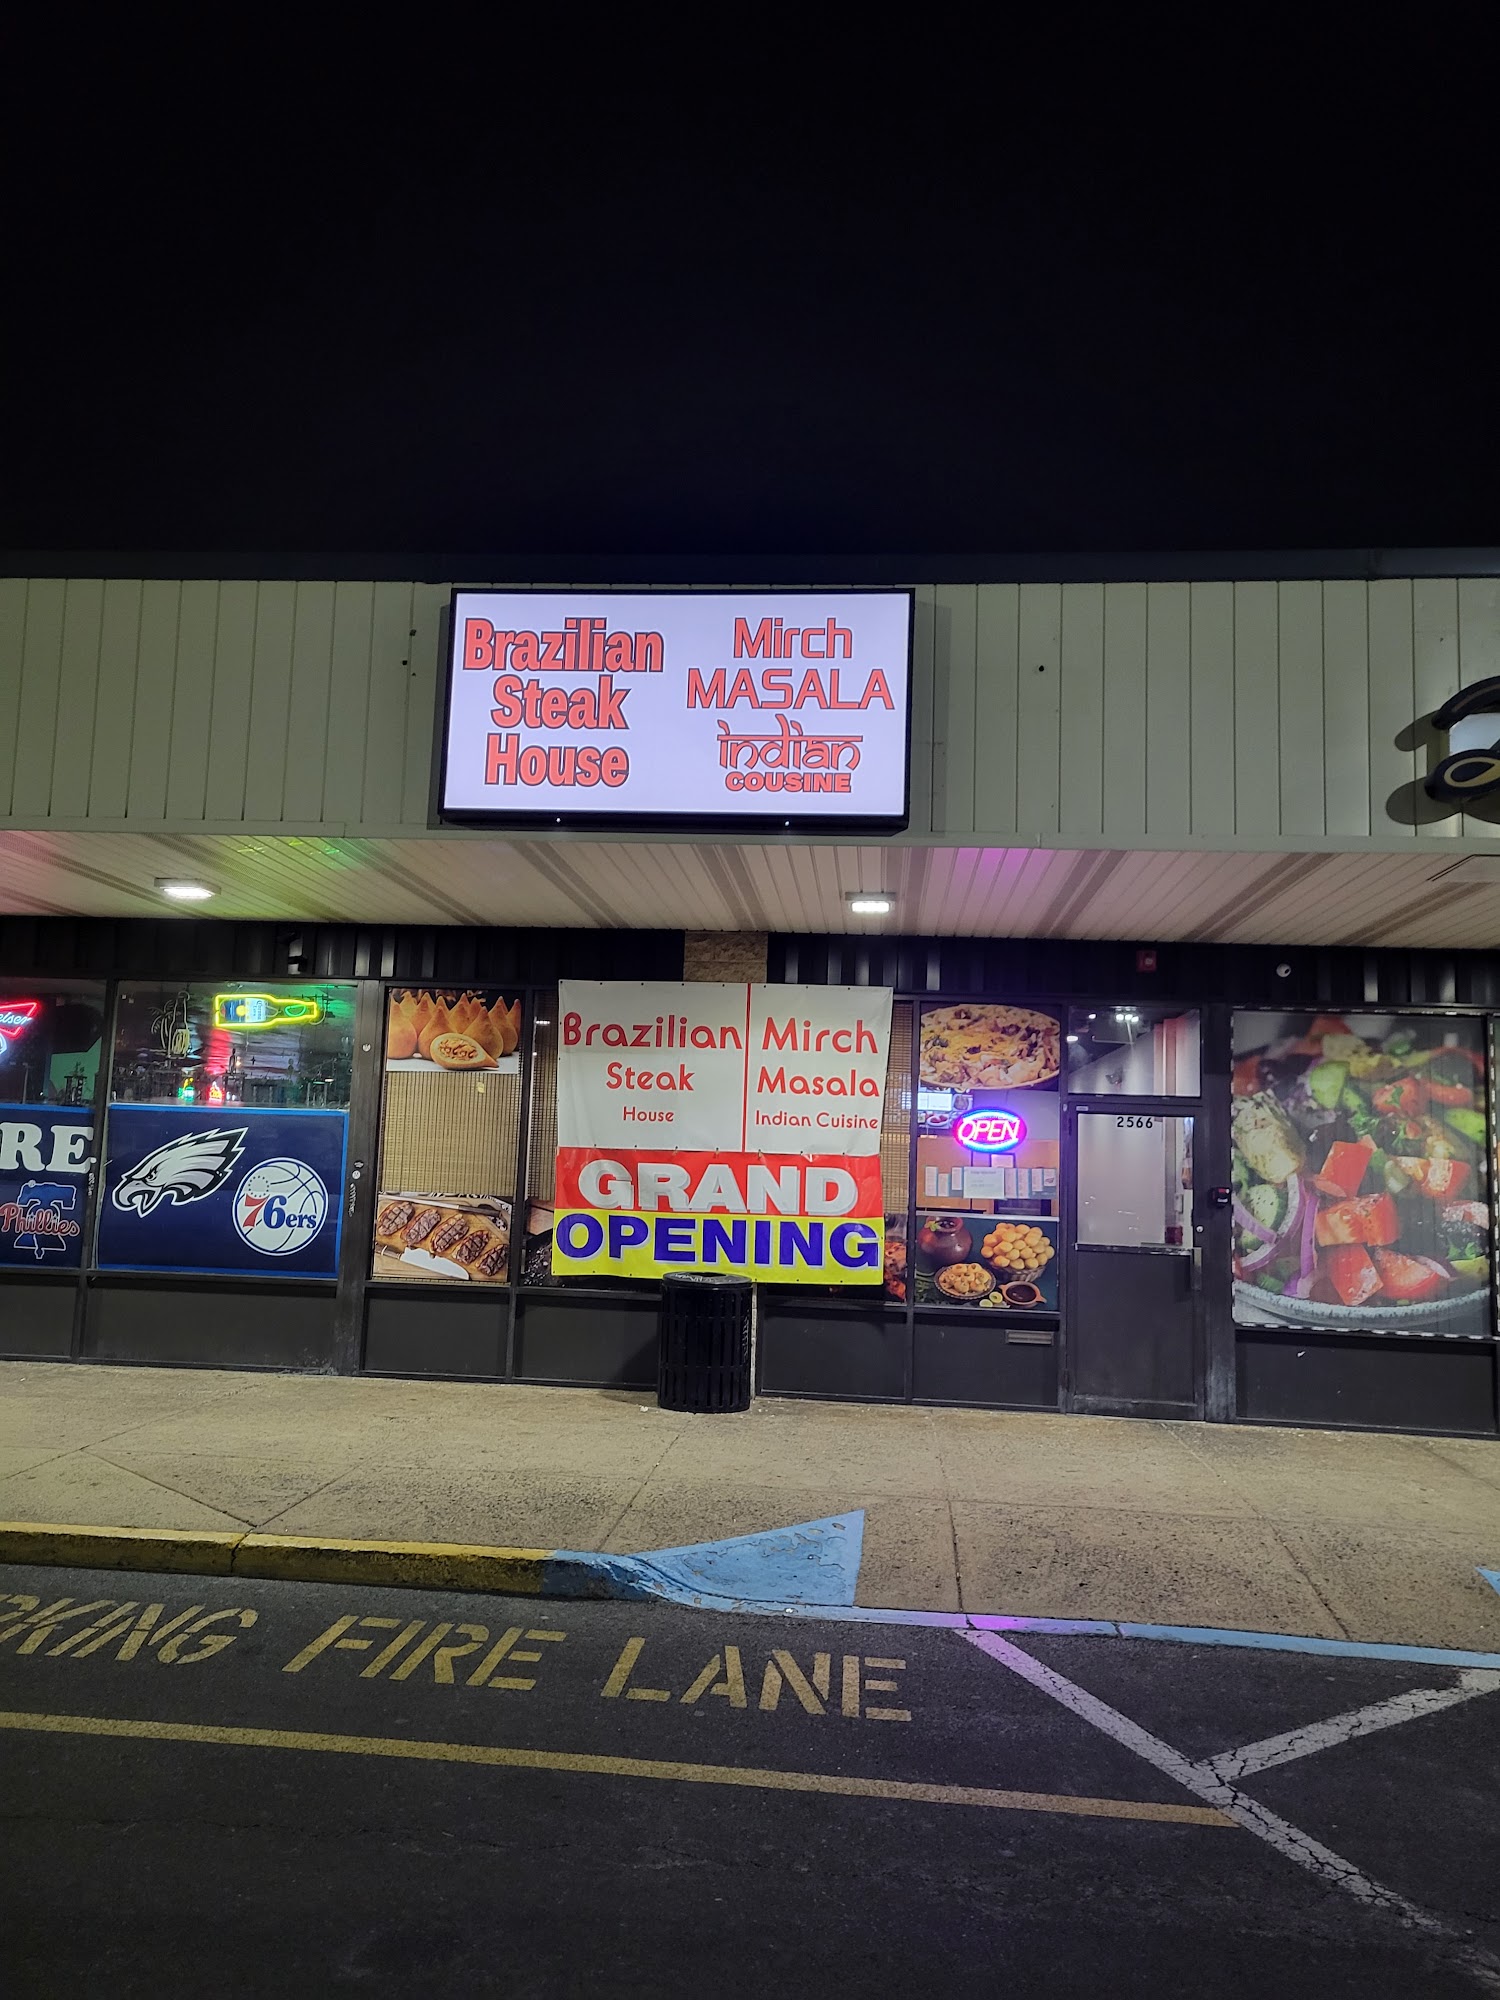 Brazilian
Steak
House
Mirch
MASALA
indian
COUSINE
Brazilian
Steak
House
Mirch
Masala
Indian Cuisine
GRAND
OPENING
OPEN
2566
RE
Phillies
76ers
FIRE LANE